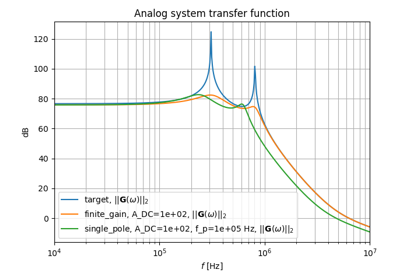 Analog system transfer function
120
100
80
60
40
20
0
dB
target, ||G(ω)||₂
finite_gain, A_DC=1e+02, ||G(ω)||₂
single_pole, A_DC=1e+02, f_p=1e+05 Hz, ||G(ω)||₂
10⁴ 10⁵ 10⁶ 10⁷
f [Hz]